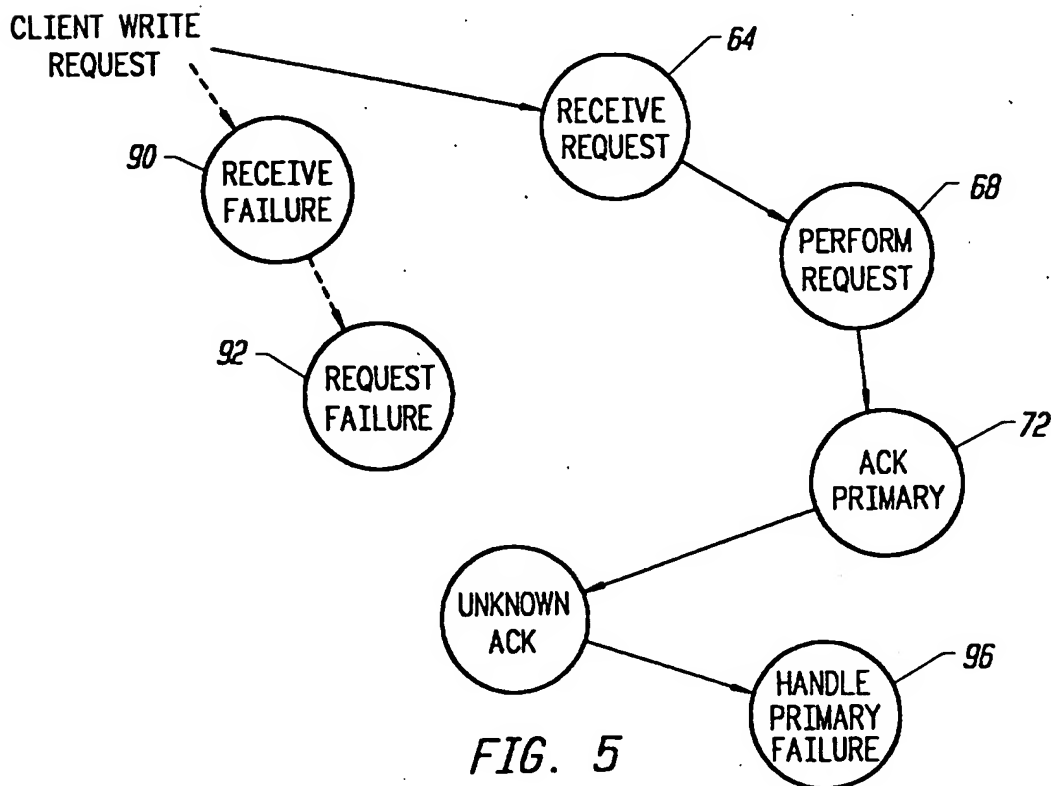 CLIENT WRITE
REQUEST
64
RECEIVE
REQUEST
90
RECEIVE
FAILURE
68
PERFORM
REQUEST
92
REQUEST
FAILURE
72
ACK
PRIMARY
UNKNOWN
ACK
96
HANDLE
PRIMARY
FAILURE
FIG. 5